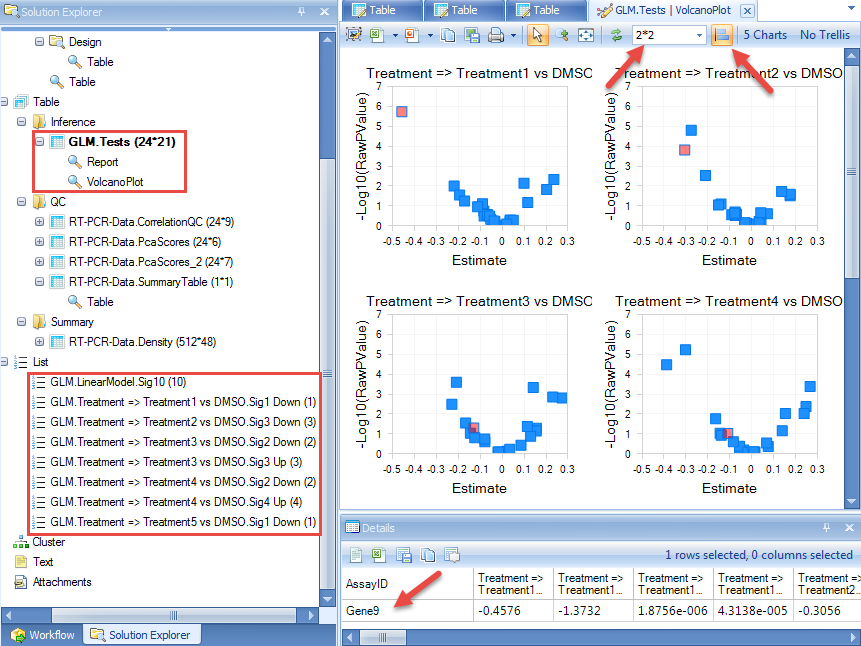 Solution Explorer
Design
Table
Table
Table
Inference
GLM.Tests (24*21)
Report
VolcanoPlot
QC
RT-PCR-Data.CorrelationQC (24*9)
RT-PCR-Data.PcaScores (24*6)
RT-PCR-Data.PcaScores_2 (24*7)
RT-PCR-Data.SummaryTable (1*1)
Table
Summary
RT-PCR-Data.Density (512*48)
List
GLM.LinearModel.Sig10 (10)
GLM.Treatment => Treatment1 vs DMSO.Sig1 Down (1)
GLM.Treatment => Treatment2 vs DMSO.Sig3 Down (3)
GLM.Treatment => Treatment3 vs DMSO.Sig2 Down (2)
GLM.Treatment => Treatment3 vs DMSO.Sig3 Up (3)
GLM.Treatment => Treatment4 vs DMSO.Sig2 Down (2)
GLM.Treatment => Treatment4 vs DMSO.Sig4 Up (4)
GLM.Treatment => Treatment5 vs DMSO.Sig1 Down (1)
Cluster
Text
Attachments
Workflow Solution Explorer
Table Table Table GLM.Tests | VolcanoPlot
2*2 5 Charts No Trellis
Treatment => Treatment1 vs DMSO
-Log10(RawPValue)
7
6
5
4
3
2
1
0
-0.5 -0.4 -0.3 -0.2 -0.1 0 0.1 0.2 0.3
Estimate
Treatment => Treatment2 vs DMSO
-Log10(RawPValue)
7
6
5
4
3
2
1
0
-0.5 -0.4 -0.3 -0.2 -0.1 0 0.1 0.2 0.3
Estimate
Treatment => Treatment3 vs DMSO
-Log10(RawPValue)
7
6
5
4
3
2
1
0
-0.5 -0.4 -0.3 -0.2 -0.1 0 0.1 0.2 0.3
Estimate
Treatment => Treatment4 vs DMSO
-Log10(RawPValue)
7
6
5
4
3
2
1
0
-0.5 -0.4 -0.3 -0.2 -0.1 0 0.1 0.2 0.3
Estimate
Details
1 rows selected, 0 columns selected
AssayID Treatment => Treatment1... Treatment => Treatment1... Treatment => Treatment1... Treatment => Treatment1... Treatment => Treatment2...
Gene9 -0.4576 -1.3732 1.8756e-006 4.3138e-005 -0.3056